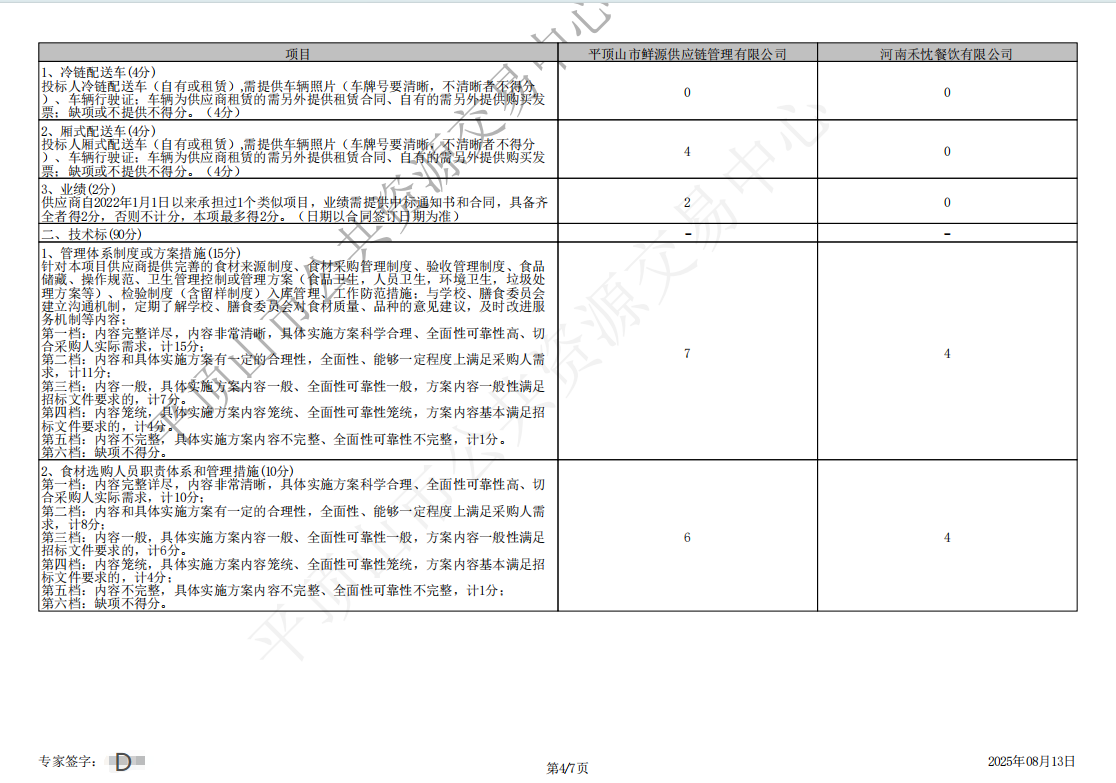 项目 平顶山市鲜源供应链管理有限公司 河南禾忱餐饮有限公司
1、冷链配送车(4分)
投标人冷链配送车（自有或租赁）,需提供车辆照片（车牌号要清晰，不清晰者不得分
）、车辆行驶证；车辆为供应商租赁的需另外提供租赁合同、自有的需另外提供购买发
票；缺项或不提供不得分。（4分）
0 0
2、厢式配送车(4分)
投标人厢式配送车（自有或租赁）,需提供车辆照片（车牌号要清晰，不清晰者不得分
）、车辆行驶证；车辆为供应商租赁的需另外提供租赁合同、自有的需另外提供购买发
票；缺项或不提供不得分。（4分）
4 0
3、业绩(2分)
供应商自2022年1月1日以来承担过1个类似项目，业绩需提供中标通知书和合同，具备齐
全者得2分，否则不计分，本项最多得2分。（日期以合同签订日期为准）
2 0
二、技术标(90分) - -
1、管理体系制度或方案措施(15分)
针对本项目供应商提供完善的食材来源制度、食材采购管理制度、验收管理制度、食品
储藏、操作规范、卫生管理控制或管理方案（食品卫生，人员卫生，环境卫生，垃圾处
理方案等）、检验制度（含留样制度）入库管理、工作防范措施；与学校、膳食委员会
建立沟通机制，定期了解学校、膳食委员会对食材质量、品种的意见建议，及时改进服
务机制等内容；
第一档：内容完整详尽，内容非常清晰，具体实施方案科学合理、全面性可靠性高、切
合采购人实际需求，计15分；
第二档：内容和具体实施方案有一定的合理性，全面性、能够一定程度上满足采购人需
求，计11分；
第三档：内容一般，具体实施方案内容一般、全面性可靠性一般，方案内容一般性满足
招标文件要求的，计7分。
第四档：内容笼统，具体实施方案内容笼统、全面性可靠性笼统，方案内容基本满足招
标文件要求的，计4分。
第五档：内容不完整，具体实施方案内容不完整、全面性可靠性不完整，计1分。
第六档：缺项不得分。
7 4
2、食材选购人员职责体系和管理措施(10分)
第一档：内容完整详尽，内容非常清晰，具体实施方案科学合理、全面性可靠性高、切
合采购人实际需求，计10分；
第二档：内容和具体实施方案有一定的合理性，全面性、能够一定程度上满足采购人需
求，计8分；
第三档：内容一般，具体实施方案内容一般、全面性可靠性一般，方案内容一般性满足
招标文件要求的，计6分。
第四档：内容笼统，具体实施方案内容笼统、全面性可靠性笼统，方案内容基本满足招
标文件要求的，计4分；
第五档：内容不完整，具体实施方案内容不完整、全面性可靠性不完整，计1分；
第六档：缺项不得分。
6 4
平顶山市公共资源交易中心
平顶山市公共资源交易中心
专家签字： D
第4/7页
2025年08月13日